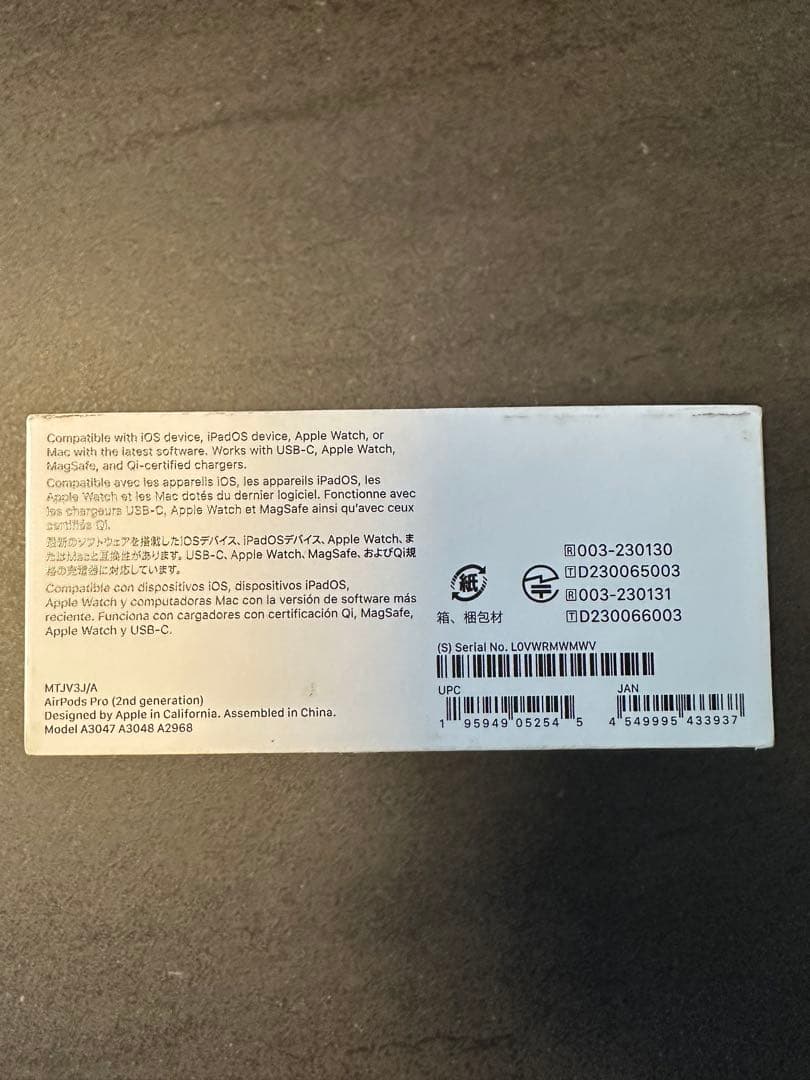 Compatible with iOS device, iPadOS device, Apple Watch, or
Mac with the latest software. Works with USB-C, Apple Watch,
MagSafe, and Qi-certified chargers.
Compatible avec les appareils iOS, les appareils iPadOS, les
Apple Watch et les Mac dotés du dernier logiciel. Fonctionne avec
les chargeurs USB-C, Apple Watch et MagSafe ainsi qu'avec ceux
certifiés Qi.
最新のソフトウェアを搭載したiOSデバイス、iPadOSデバイス、Apple Watch、ま
たはMacと互換性があります。USB-C、Apple Watch、MagSafe、およびQi規
格の充電器に対応しています。
Compatible con dispositivos iOS, dispositivos iPadOS,
Apple Watch y computadoras Mac con la versión de software más
reciente. Funciona con cargadores con certificación Qi, MagSafe,
Apple Watch y USB-C.
MTJV3J/A
AirPods Pro (2nd generation)
Designed by Apple in California. Assembled in China.
Model A3047 A3048 A2968
紙
箱、梱包材
R 003-230130
T D230065003
R 003-230131
T D230066003
(S) Serial No. L0VWRMWMWV
UPC
1 95949 05254 5
JAN
4 549995 433937